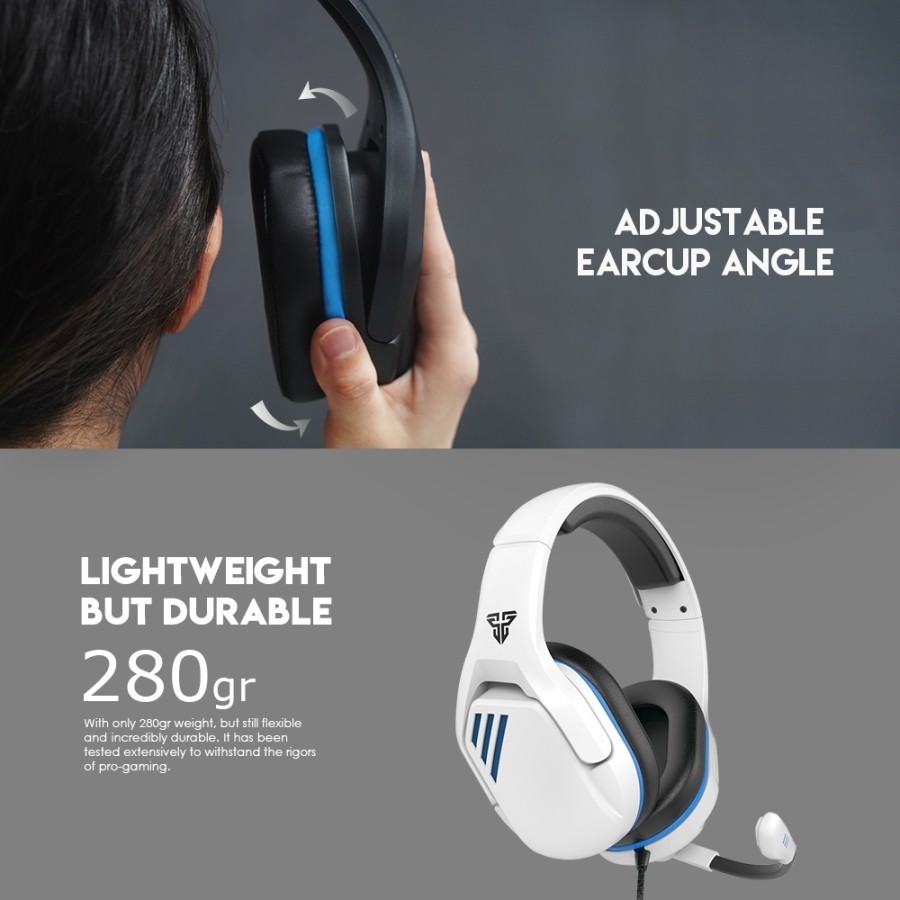 ADJUSTABLE
EARCUP ANGLE
LIGHTWEIGHT
BUT DURABLE
280gr
With only 280gr weight, but still flexible
and incredibly durable. It has been
tested extensively to withstand the rigors
of pro-gaming.